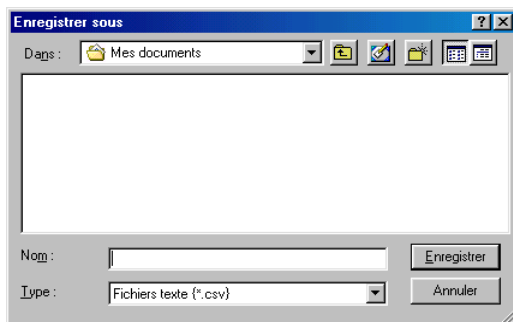 Enregistrer sous
Dans : Mes documents
Nom : Enregistrer
Type : Fichiers texte {*.csv} Annuler